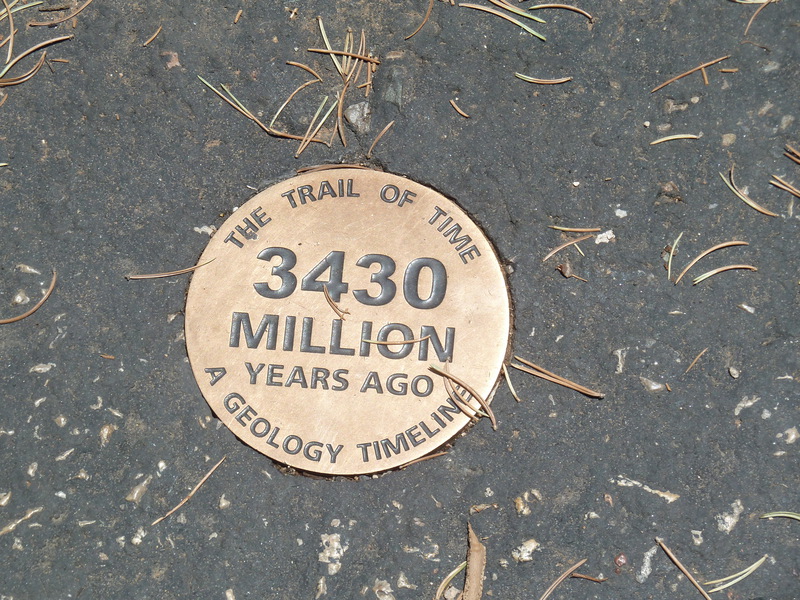 THE TRAIL OF TIME
3430
MILLION
YEARS AGO
A GEOLOGY TIMELINE